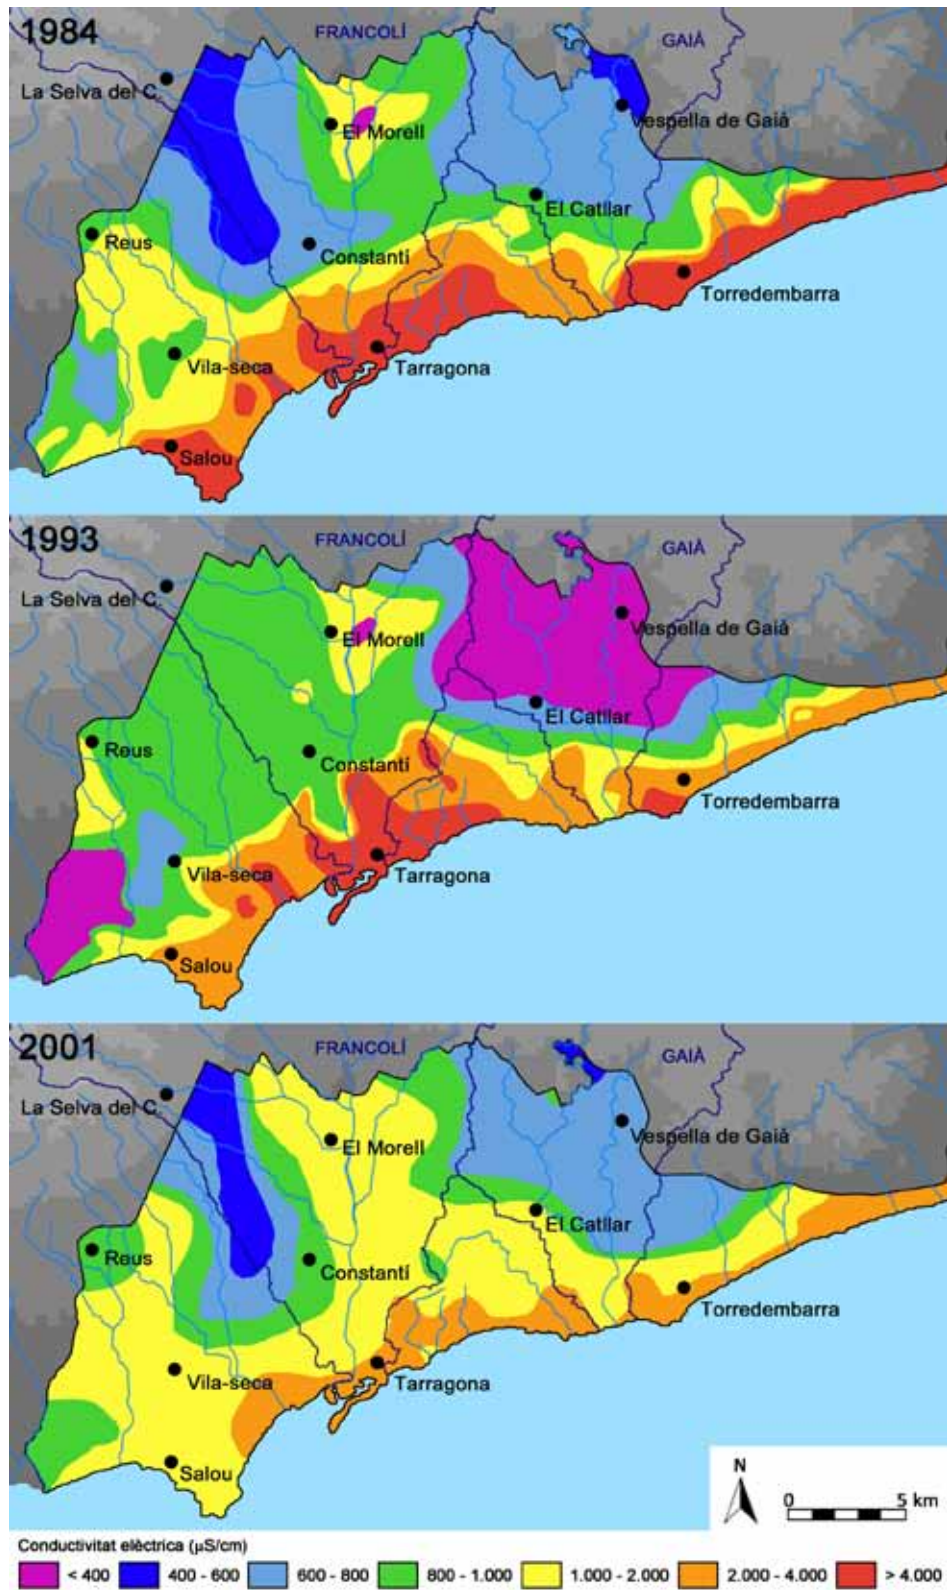 1984
FRANCOLÍ
GAIÀ
La Selva del C.
El Morell
Vespella de Gaià
El Catllar
Reus
Constantí
Torredembarra
Vila-seca
Tarragona
Salou
1993
FRANCOLÍ
GAIÀ
La Selva del C.
El Morell
Vespella de Gaià
El Catllar
Reus
Constantí
Torredembarra
Vila-seca
Tarragona
Salou
2001
FRANCOLÍ
GAIÀ
La Selva del C.
El Morell
Vespella de Gaià
El Catllar
Reus
Constantí
Torredembarra
Vila-seca
Tarragona
Salou
N
0 5 km
Conductivitat elèctrica (µS/cm)
< 400 400 - 600 600 - 800 800 - 1.000 1.000 - 2.000 2.000 - 4.000 > 4.000